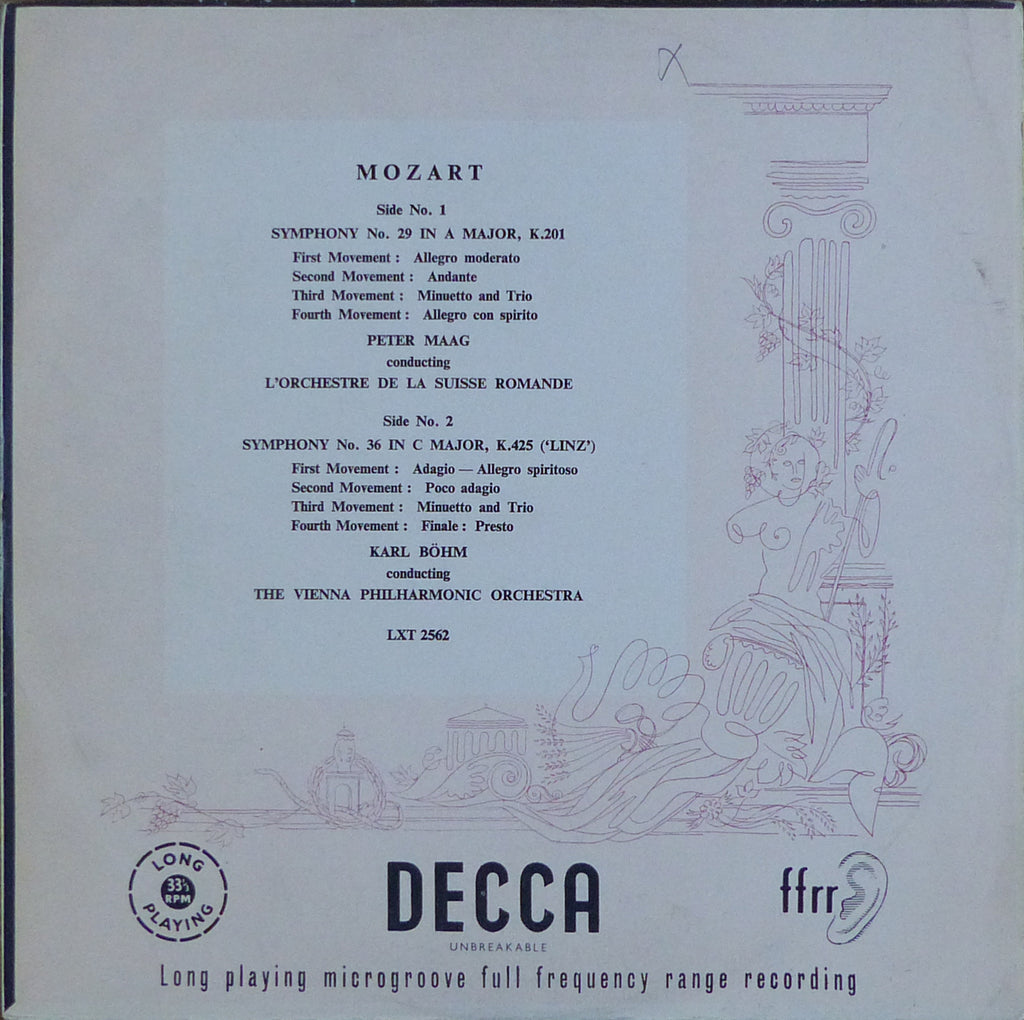 MOZART
Side No. 1
SYMPHONY No. 29 IN A MAJOR, K.201
First Movement : Allegro moderato
Second Movement : Andante
Third Movement : Minuetto and Trio
Fourth Movement : Allegro con spirito
PETER MAAG
conducting
L'ORCHESTRE DE LA SUISSE ROMANDE
Side No. 2
SYMPHONY No. 36 IN C MAJOR, K.425 (‘LINZ’)
First Movement : Adagio — Allegro spiritoso
Second Movement : Poco adagio
Third Movement : Minuetto and Trio
Fourth Movement : Finale : Presto
KARL BÖHM
conducting
THE VIENNA PHILHARMONIC ORCHESTRA
LXT 2562
LONG
33⅓
RPM
PLAYING
DECCA
UNBREAKABLE
ffrr
Long playing microgroove full frequency range recording